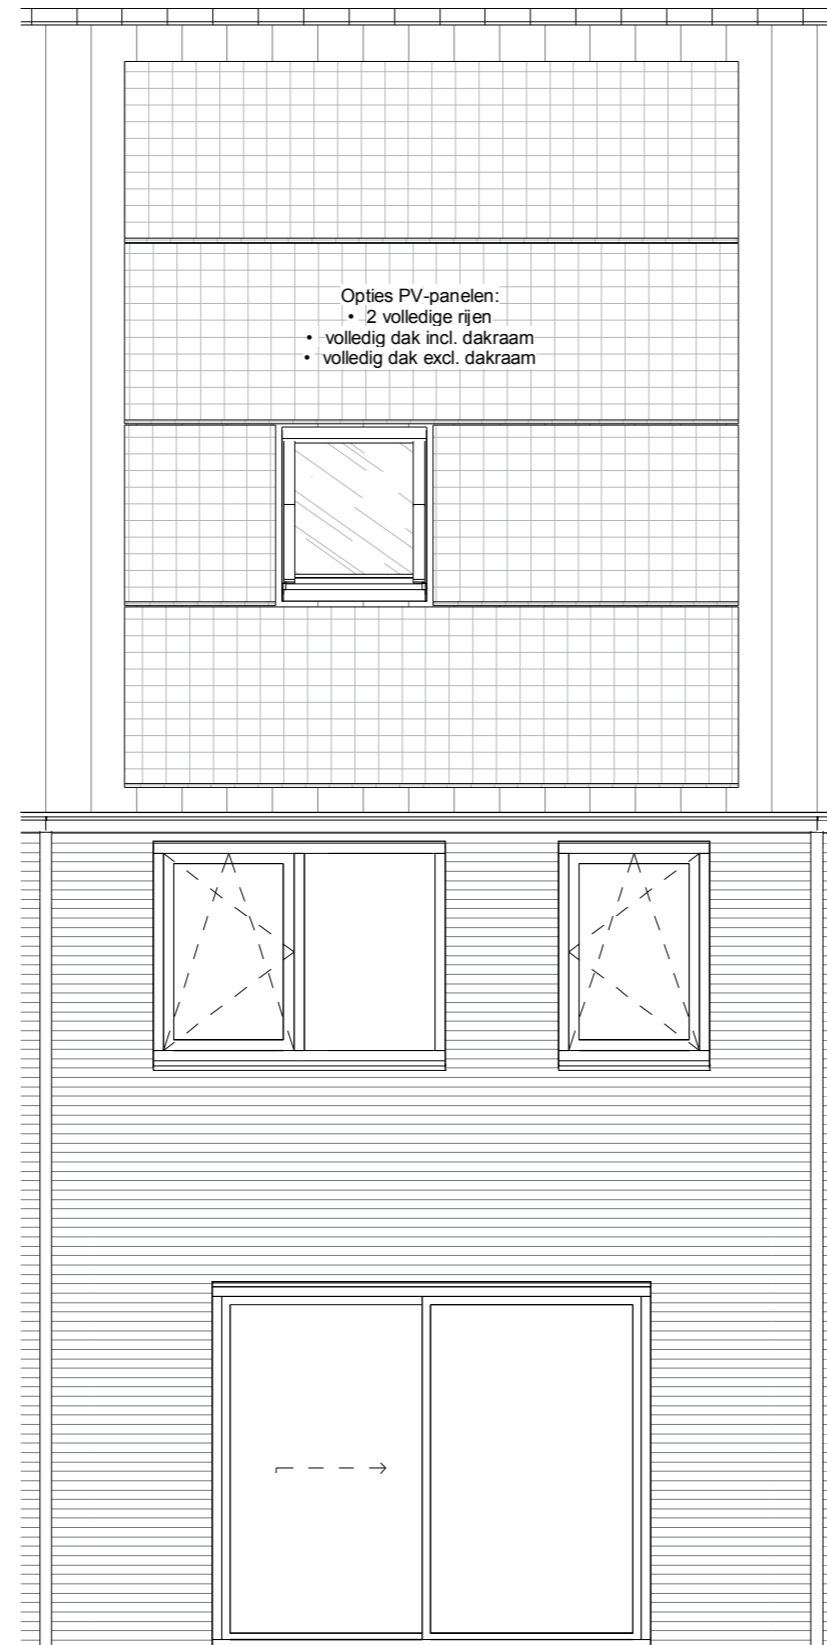 Opties PV-panelen:
• 2 volledige rijen
• volledig dak incl. dakraam
• volledig dak excl. dakraam